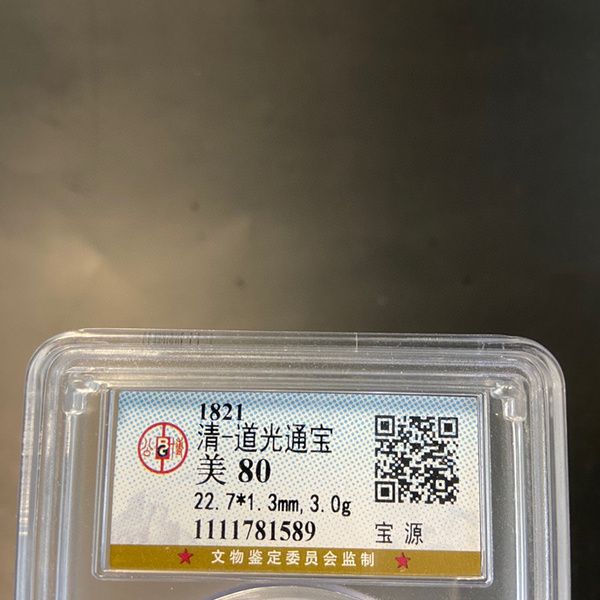 1821
清-道光通宝
美 80
22.7*1.3mm,3.0g
1111781589
宝 源
文物鉴定委员会监制